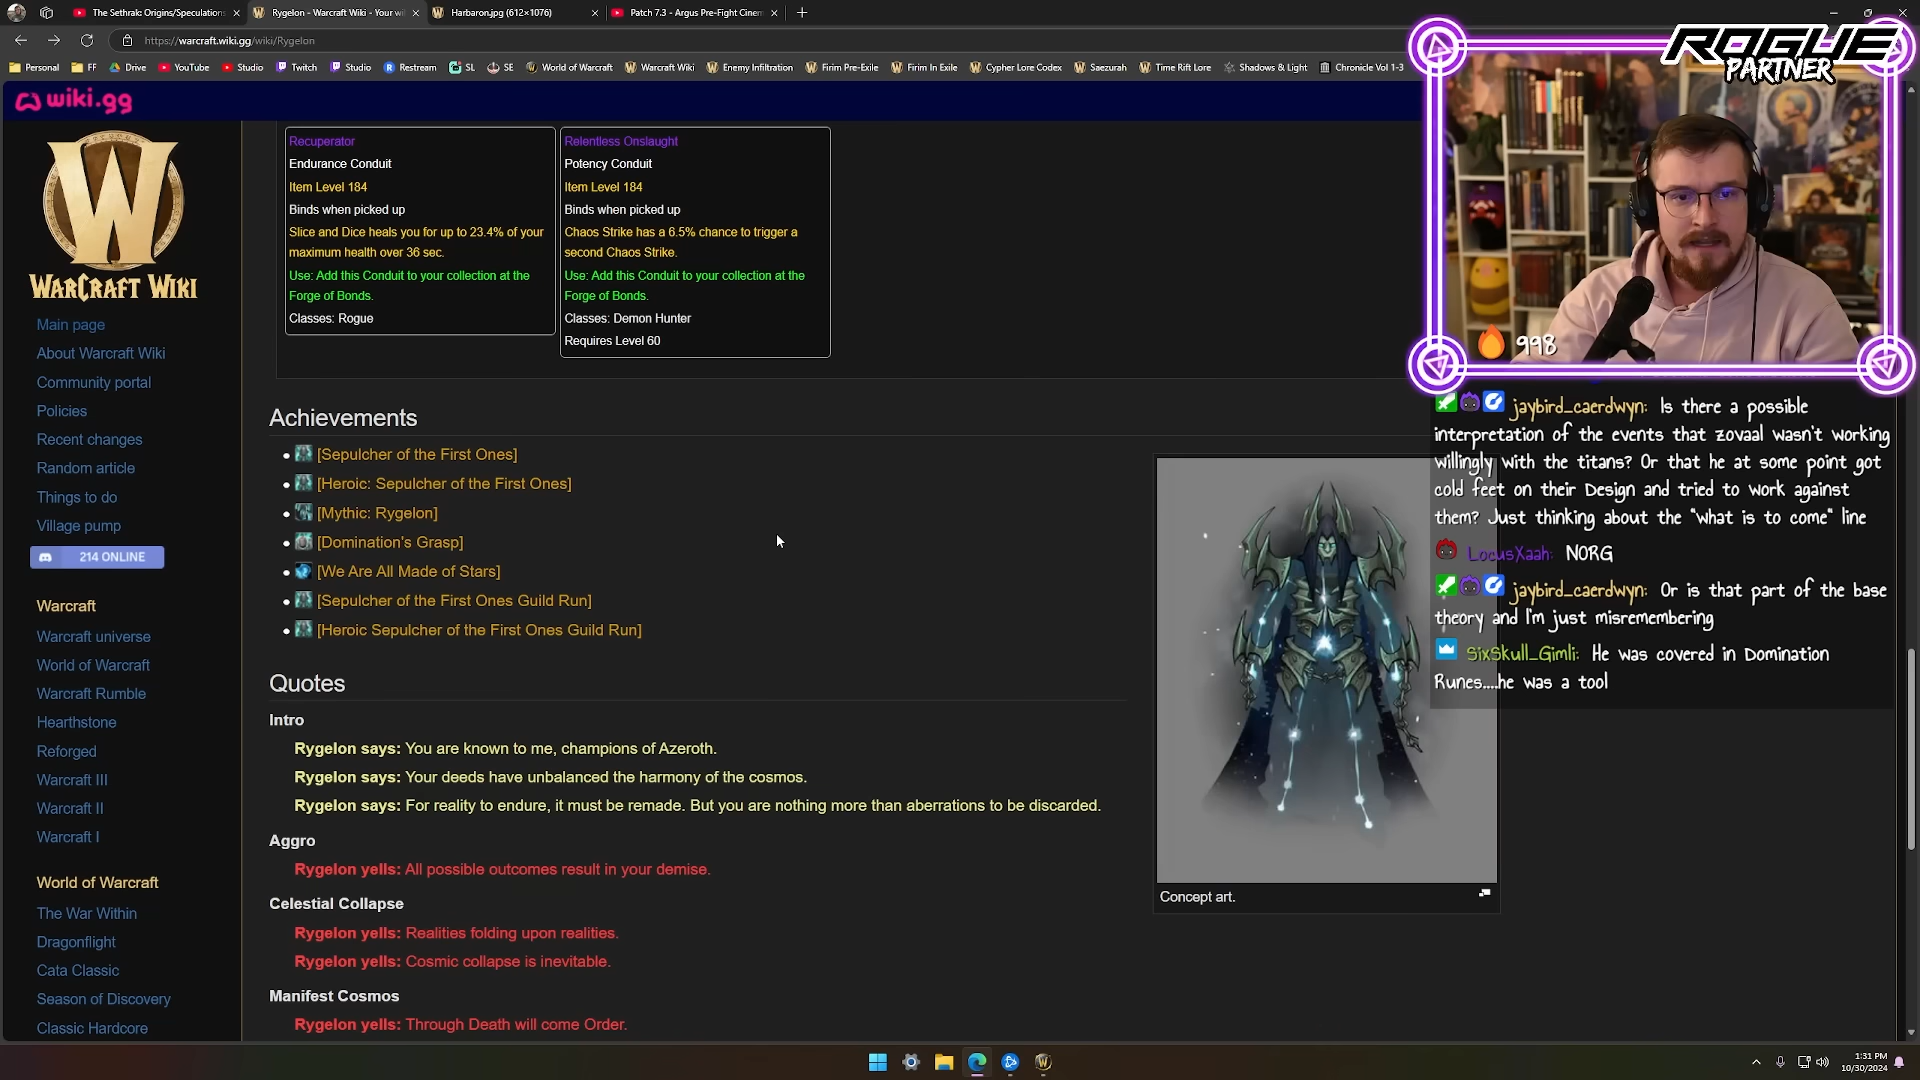 The Sethrak: Origins/Speculations
Rygelon - Warcraft Wiki - Your wi
Harbaron.jpg (612×1076)
Patch 7.3 - Argus Pre-Fight Cinem
https://warcraft.wiki.gg/wiki/Rygelon
Personal
FF
Drive
YouTube
Studio
Twitch
Studio
Restream
SL
SE
World of Warcraft
Warcraft Wiki
Enemy Infiltration
Firim Pre-Exile
Firim In Exile
Cypher Lore Codex
Saezurah
Time Rift Lore
Shadows & Light
Chronicle Vol 1-3
ROGUE
PARTNER
998
wiki.gg
WARCRAFT WIKI
Main page
About Warcraft Wiki
Community portal
Policies
Recent changes
Random article
Things to do
Village pump
214 ONLINE
Warcraft
Warcraft universe
World of Warcraft
Warcraft Rumble
Hearthstone
Reforged
Warcraft III
Warcraft II
Warcraft I
World of Warcraft
The War Within
Dragonflight
Cata Classic
Season of Discovery
Classic Hardcore
Recuperator
Endurance Conduit
Item Level 184
Binds when picked up
Slice and Dice heals you for up to 23.4% of your
maximum health over 36 sec.
Use: Add this Conduit to your collection at the
Forge of Bonds.
Classes: Rogue
Relentless Onslaught
Potency Conduit
Item Level 184
Binds when picked up
Chaos Strike has a 6.5% chance to trigger a
second Chaos Strike.
Use: Add this Conduit to your collection at the
Forge of Bonds.
Classes: Demon Hunter
Requires Level 60
Achievements
[Sepulcher of the First Ones]
[Heroic: Sepulcher of the First Ones]
[Mythic: Rygelon]
[Domination's Grasp]
[We Are All Made of Stars]
[Sepulcher of the First Ones Guild Run]
[Heroic Sepulcher of the First Ones Guild Run]
Quotes
Intro
Rygelon says: You are known to me, champions of Azeroth.
Rygelon says: Your deeds have unbalanced the harmony of the cosmos.
Rygelon says: For reality to endure, it must be remade. But you are nothing more than aberrations to be discarded.
Aggro
Rygelon yells: All possible outcomes result in your demise.
Celestial Collapse
Rygelon yells: Realities folding upon realities.
Rygelon yells: Cosmic collapse is inevitable.
Manifest Cosmos
Rygelon yells: Through Death will come Order.
Concept art.
jaybird_caerdwyn: Is there a possible
interpretation of the events that zovaal wasn't working
willingly with the titans? Or that he at some point got
cold feet on their Design and tried to work against
them? Just thinking about the "what is to come" line
LocusXaah: NORG
jaybird_caerdwyn: Or is that part of the base
theory and I'm just misremembering
SixSkull_Gimli: He was covered in Domination
Runes....he was a tool
1:31 PM
10/30/2024